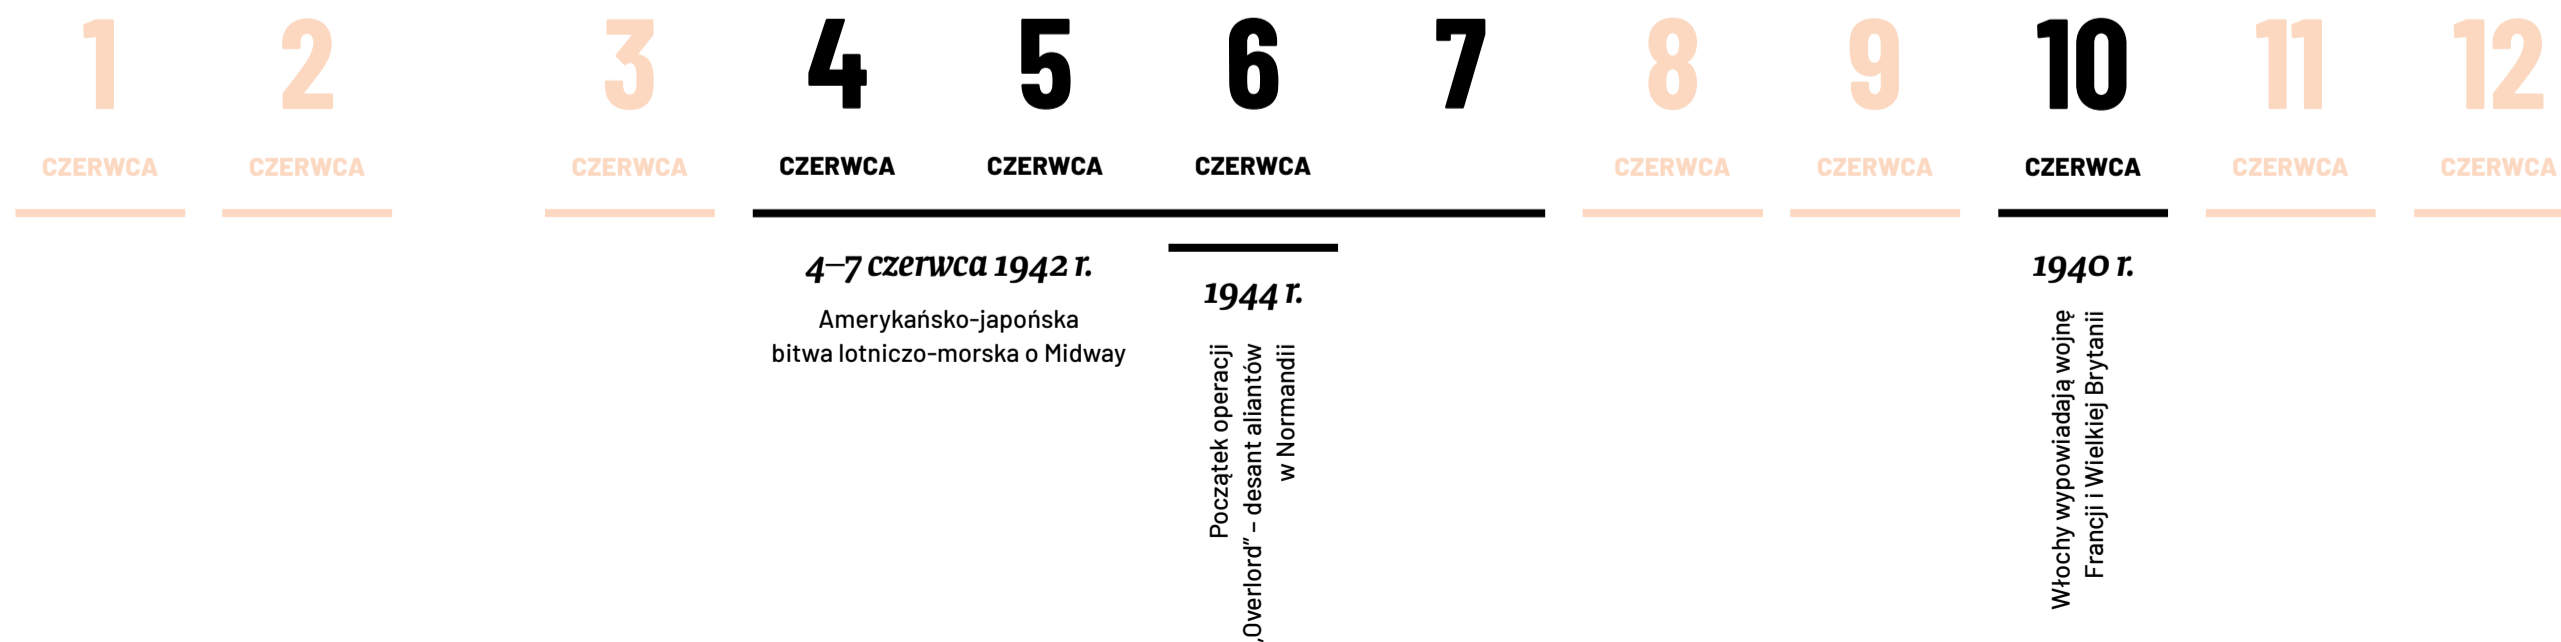 1 2 3 4 5 6 7 8 9 10 11 12
CZERWCA CZERWCA CZERWCA CZERWCA CZERWCA CZERWCA CZERWCA CZERWCA CZERWCA CZERWCA CZERWCA
4–7 czerwca 1942 r.
Amerykańsko-japońska
bitwa lotniczo-morska o Midway
1944 r.
Początek operacji
„Overlord” – desant aliantów
w Normandii
1940 r.
Włochy wypowiadają wojnę
Francji i Wielkiej Brytanii